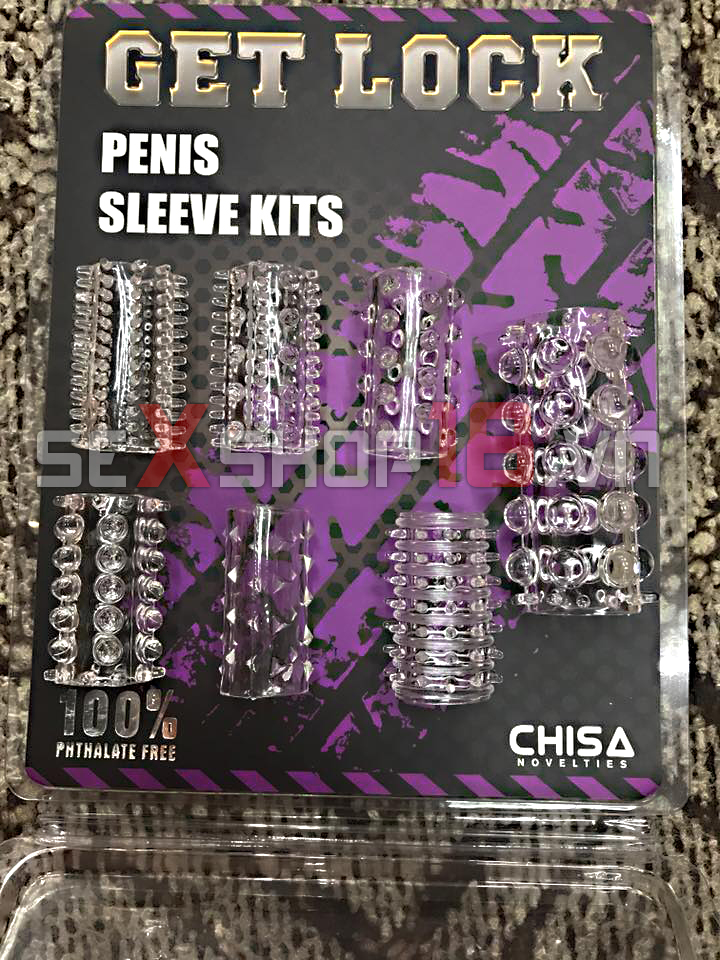 GET LOCK
PENIS
SLEEVE KITS
SEXSHOP18.VN
100%
PHTHALATE FREE
CHISA
NOVELTIES